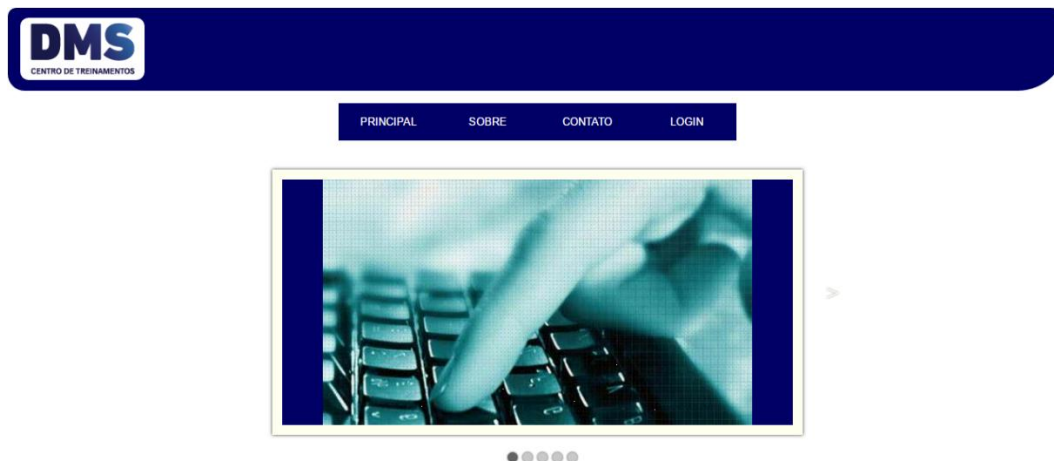 DMS
CENTRO DE TREINAMENTOS
PRINCIPAL SOBRE CONTATO LOGIN
>